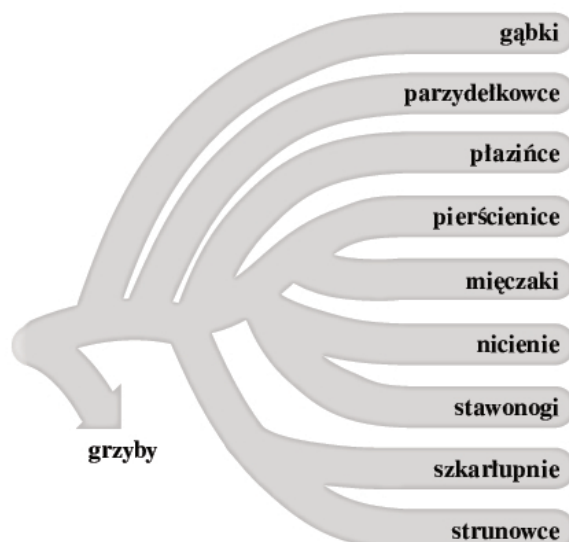 gąbki
parzydełkowce
płazińce
pierścienice
mięczaki
nicienie
stawonogi
grzyby
szkarłupnie
strunowce